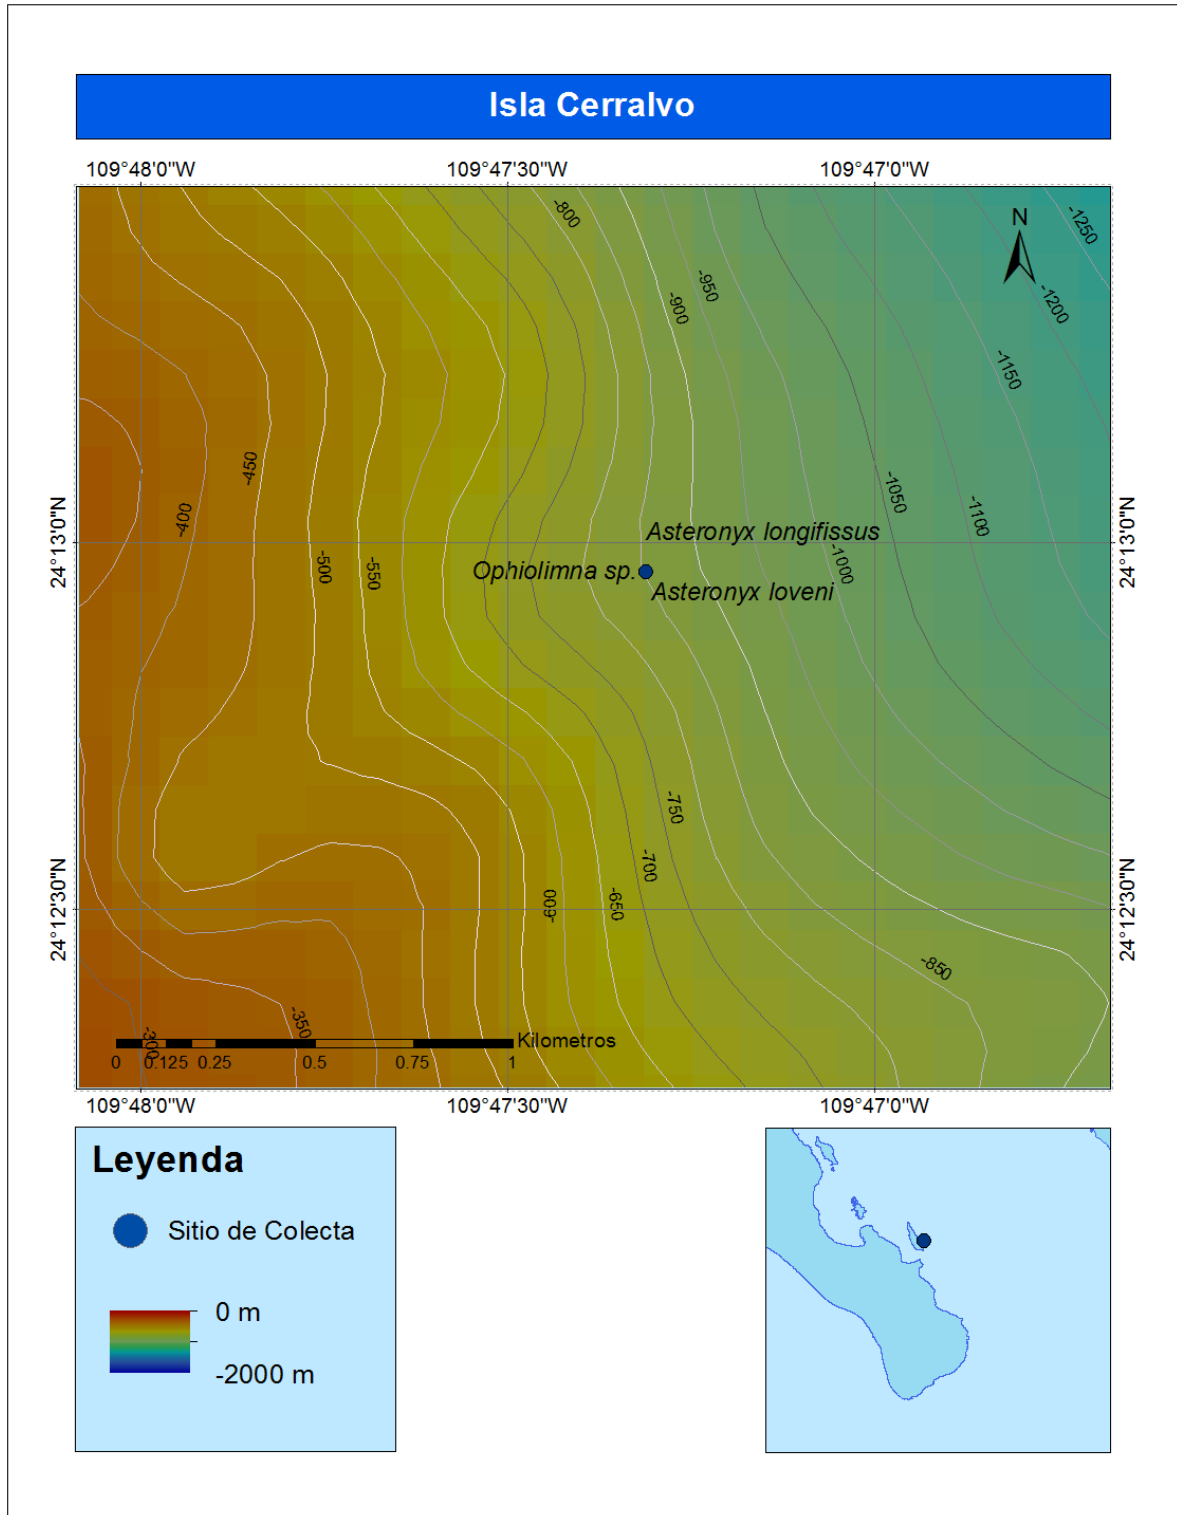 Isla Cerralvo
109°48'0"W 109°47'30"W 109°47'0"W
N
-800
-950
-900
-1250
-1200
-1150
-450
-400
-1050
-1100
24°13'0"N
24°13'0"N
Asteronyx longifissus
-500
-550
-1000
Ophiolimna sp.
Asteronyx loveni
-750
-700
-600
-650
24°12'30"N
24°12'30"N
-850
-350
-300
Kilometros
0 0.125 0.25 0.5 0.75 1
109°48'0"W 109°47'30"W 109°47'0"W
Leyenda
Sitio de Colecta
0 m
-2000 m